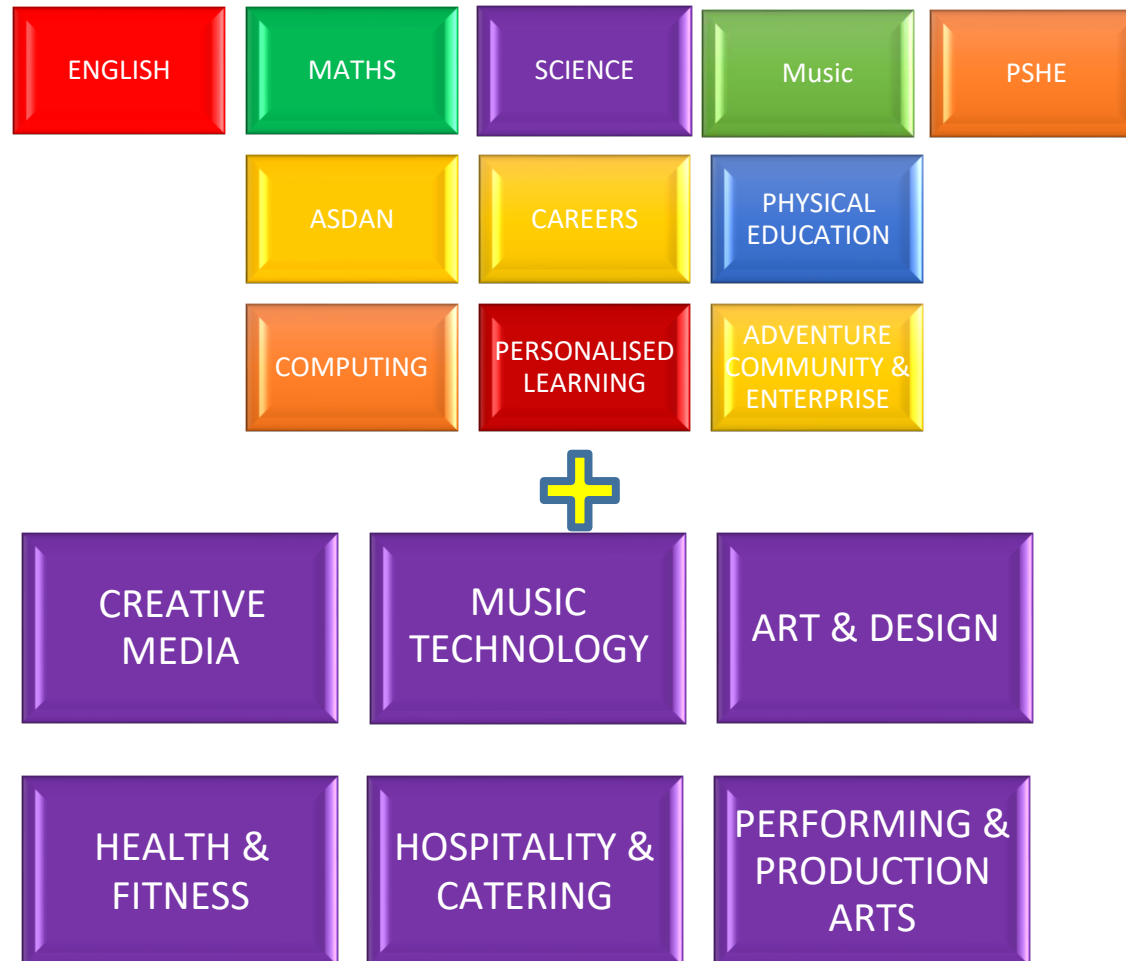 ENGLISH
MATHS
SCIENCE
Music
PSHE
ASDAN
CAREERS
PHYSICAL
EDUCATION
COMPUTING
PERSONALISED
LEARNING
ADVENTURE
COMMUNITY &
ENTERPRISE
CREATIVE
MEDIA
MUSIC
TECHNOLOGY
ART & DESIGN
HEALTH &
FITNESS
HOSPITALITY &
CATERING
PERFORMING &
PRODUCTION
ARTS